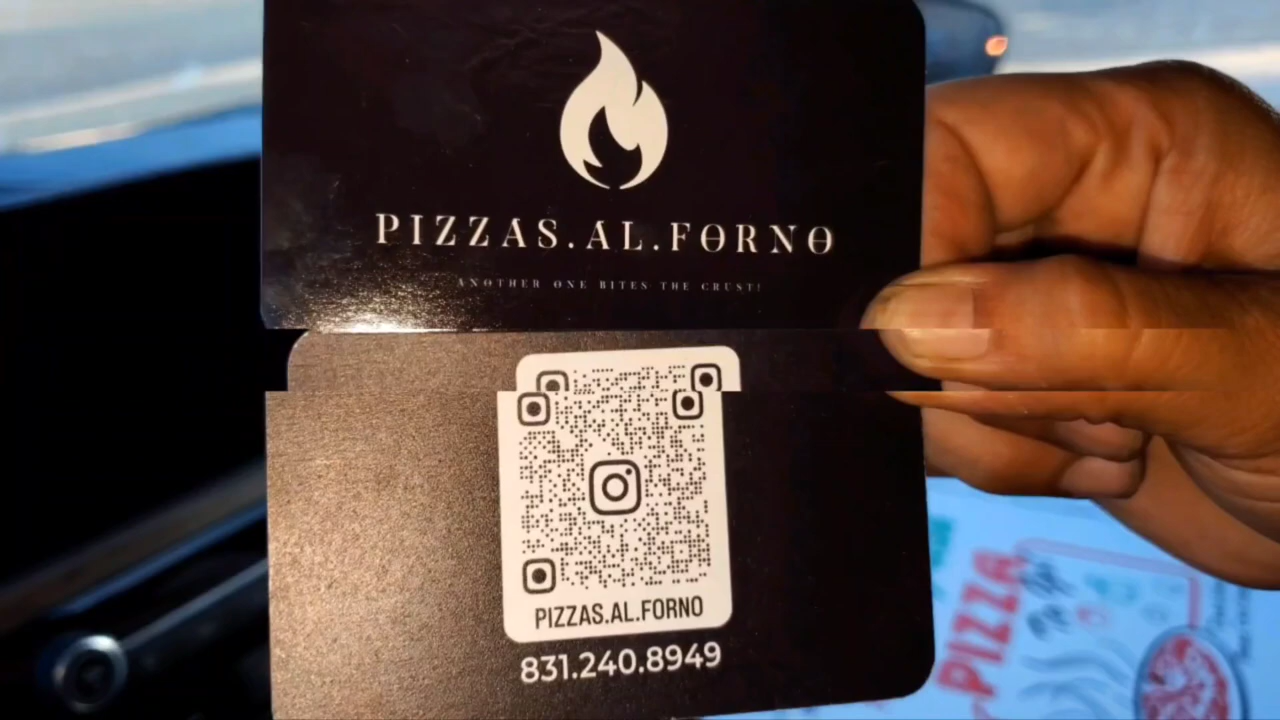 PIZZAS.AL.FORNO
ANOTHER ONE BITES THE CRUST!
PIZZAS.AL.FORNO
831.240.8949
PIZZA